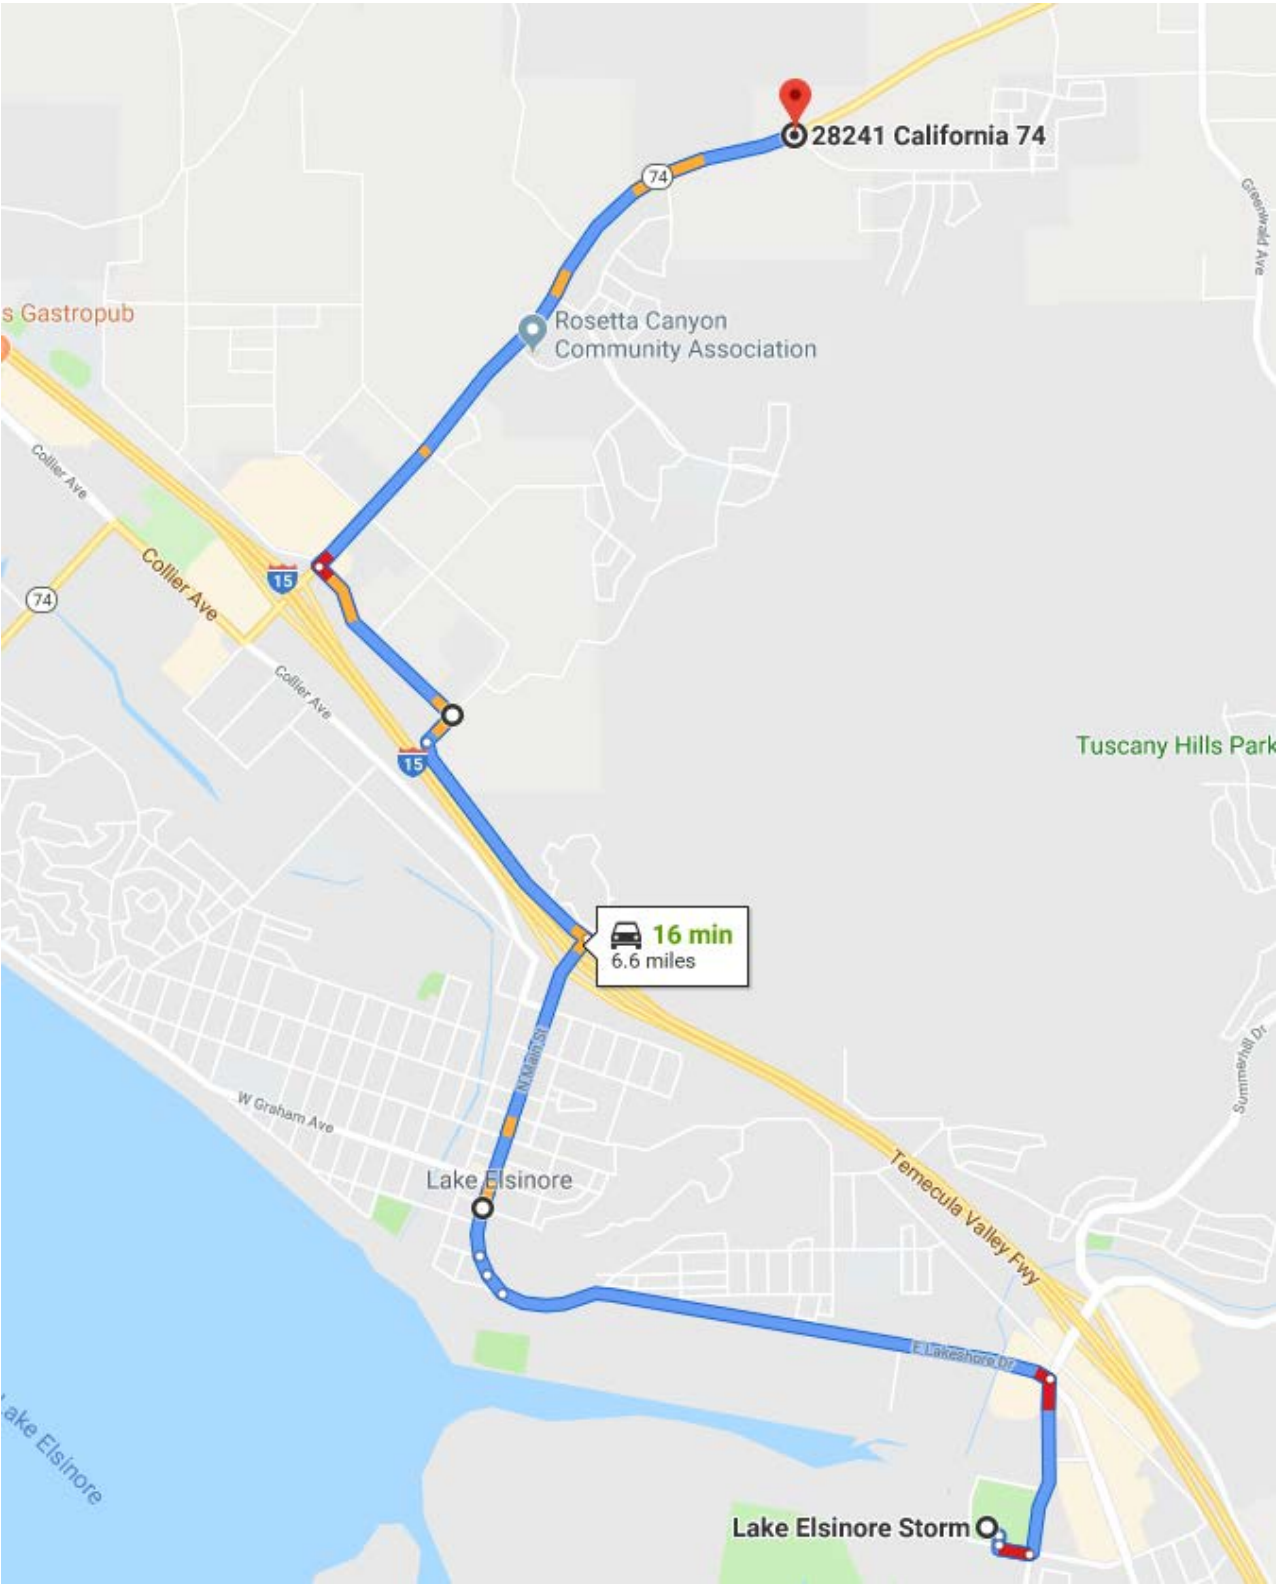 28241 California 74
74
Greenwald Ave
s Gastropub
Rosetta Canyon
Community Association
Collier Ave
Collier Ave
15
74
Collier Ave
15
Tuscany Hills Park
16 min
6.6 miles
N Main St
Summerhill Dr
W Graham Ave
Lake Elsinore
Temecula Valley Fwy
E Lakeshore Dr
Lake Elsinore
Lake Elsinore Storm